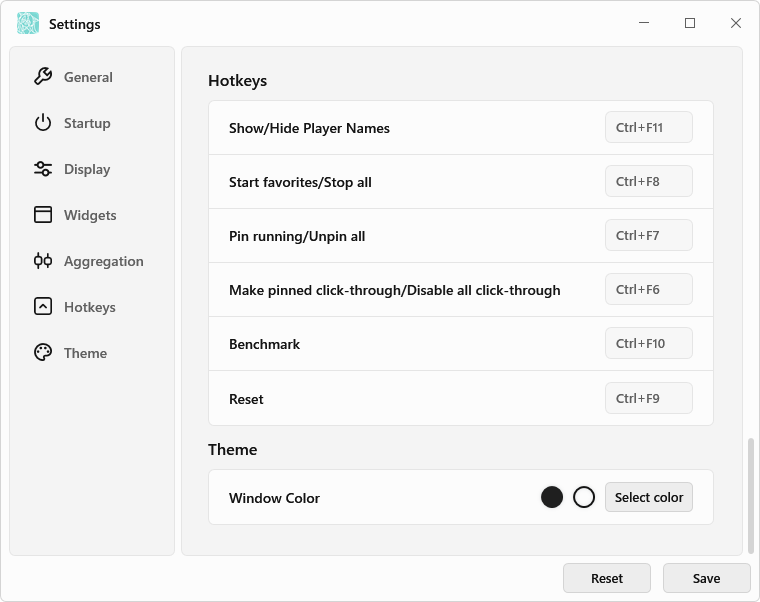 Settings
General
Startup
Display
Widgets
Aggregation
Hotkeys
Theme
Hotkeys
Show/Hide Player Names Ctrl+F11
Start favorites/Stop all Ctrl+F8
Pin running/Unpin all Ctrl+F7
Make pinned click-through/Disable all click-through Ctrl+F6
Benchmark Ctrl+F10
Reset Ctrl+F9
Theme
Window Color Select color
Reset Save